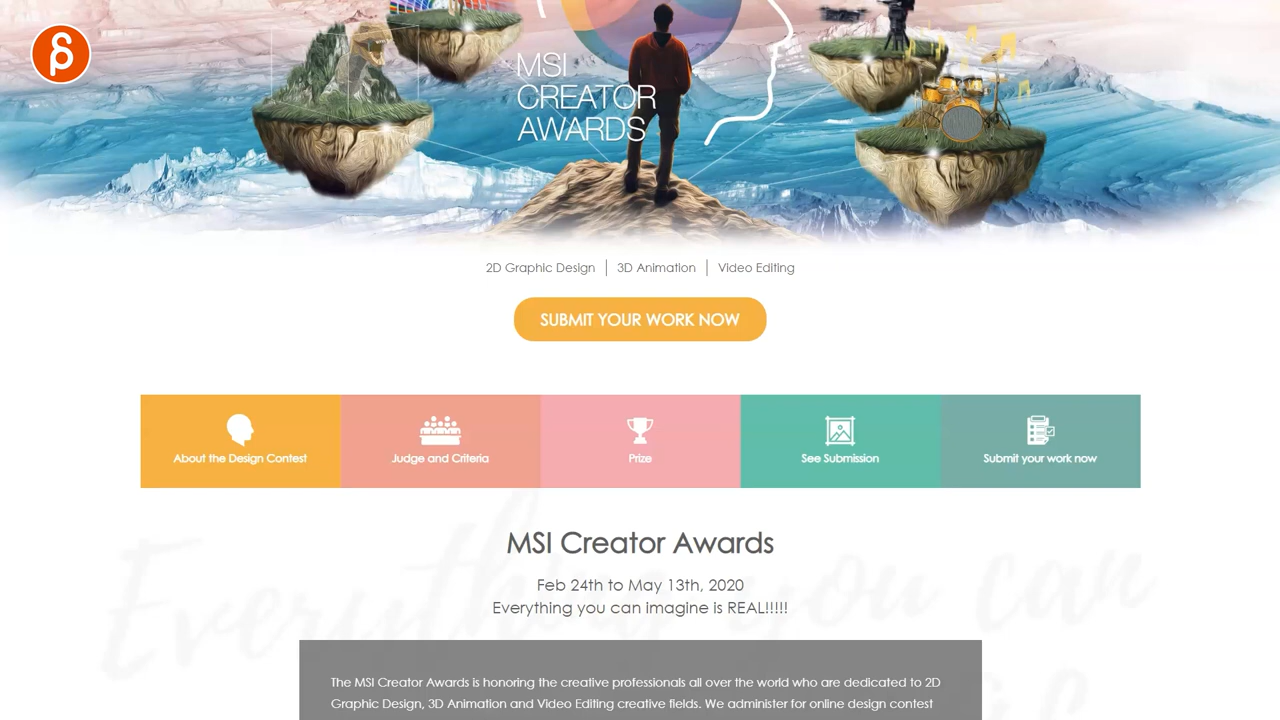 MSI
CREATOR
AWARDS
2D Graphic Design | 3D Animation | Video Editing
SUBMIT YOUR WORK NOW
About the Design Contest
Judge and Criteria
Prize
See Submission
Submit your work now
Everything you can
MSI Creator Awards
Feb 24th to May 13th, 2020
Everything you can imagine is REAL!!!!!
The MSI Creator Awards is honoring the creative professionals all over the world who are dedicated to 2D
Graphic Design, 3D Animation and Video Editing creative fields. We administer for online design contest